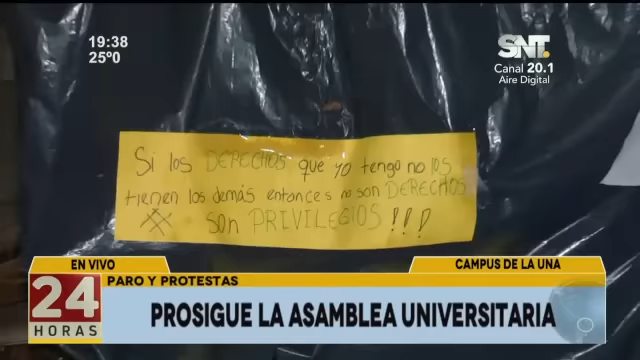 19:38
25°0
SNT.
Canal 20.1
Aire Digital
Si los DERECHOS que yo tengo no los
tienen los demás entonces no son DERECHOS
son PRIVILEGIOS !!!
EN VIVO
CAMPUS DE LA UNA
PARO Y PROTESTAS
24
HORAS
PROSIGUE LA ASAMBLEA UNIVERSITARIA